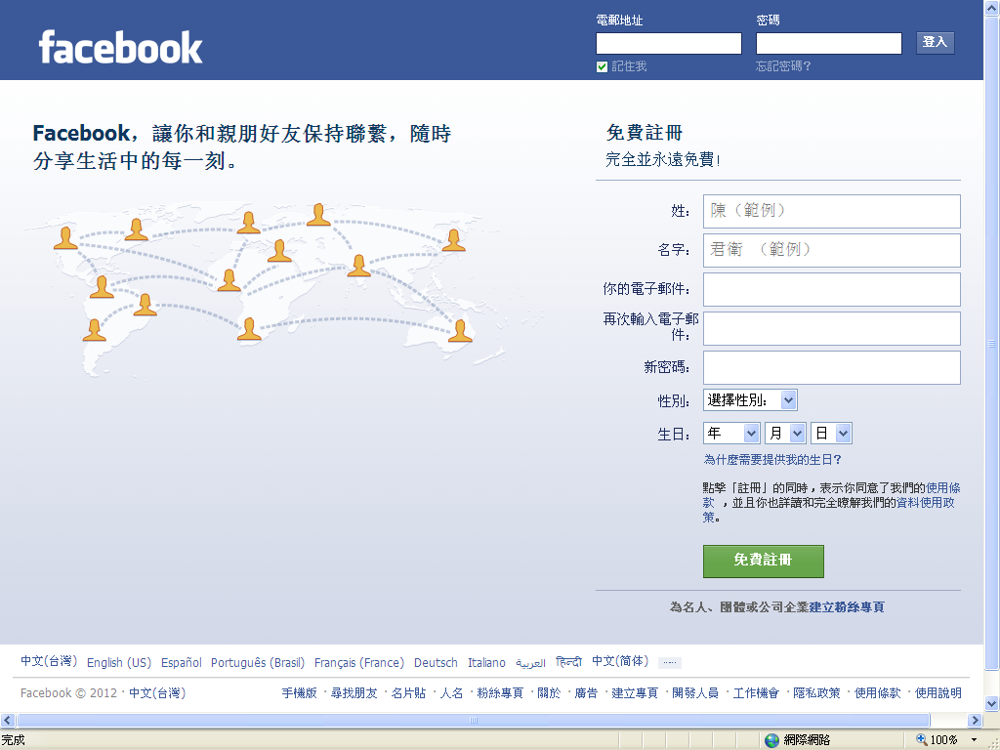 facebook
電郵地址
密碼
登入
記住我
忘記密碼?
Facebook，讓你和親朋好友保持聯繫，隨時
分享生活中的每一刻。
免費註冊
完全並永遠免費!
姓:
陳（範例）
名字:
君衛 （範例）
你的電子郵件:
再次輸入電子郵
件:
新密碼:
性別:
選擇性別:
生日:
年
月
日
為什麼需要提供我的生日?
點擊「註冊」的同時，表示你同意了我們的使用條
款 ，並且你也詳讀和完全瞭解我們的資料使用政
策。
免費註冊
為名人、團體或公司企業建立粉絲專頁
中文(台灣) English (US) Español Português (Brasil) Français (France) Deutsch Italiano العربية हिन्दी 中文(简体) .....
Facebook © 2012 · 中文(台灣)
手機版 · 尋找朋友 · 名片貼 · 人名 · 粉絲專頁 · 關於 · 廣告 · 建立專頁 · 開發人員 · 工作機會 · 隱私政策 · 使用條款 · 使用說明
完成
網際網路
100%